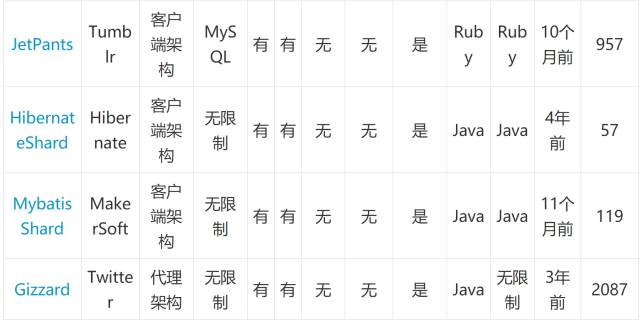 JetPants Tumblr 客户端架构 MySQL 有 有 无 无 是 Ruby Ruby 10个月前 957
HibernateShard Hibernate 客户端架构 无限制 有 有 无 无 是 Java Java 4年前 57
MybatisShard MakerSoft 客户端架构 无限制 有 有 无 无 是 Java Java 11个月前 119
Gizzard Twitter 代理架构 无限制 有 有 无 无 是 Java 无限制 3年前 2087